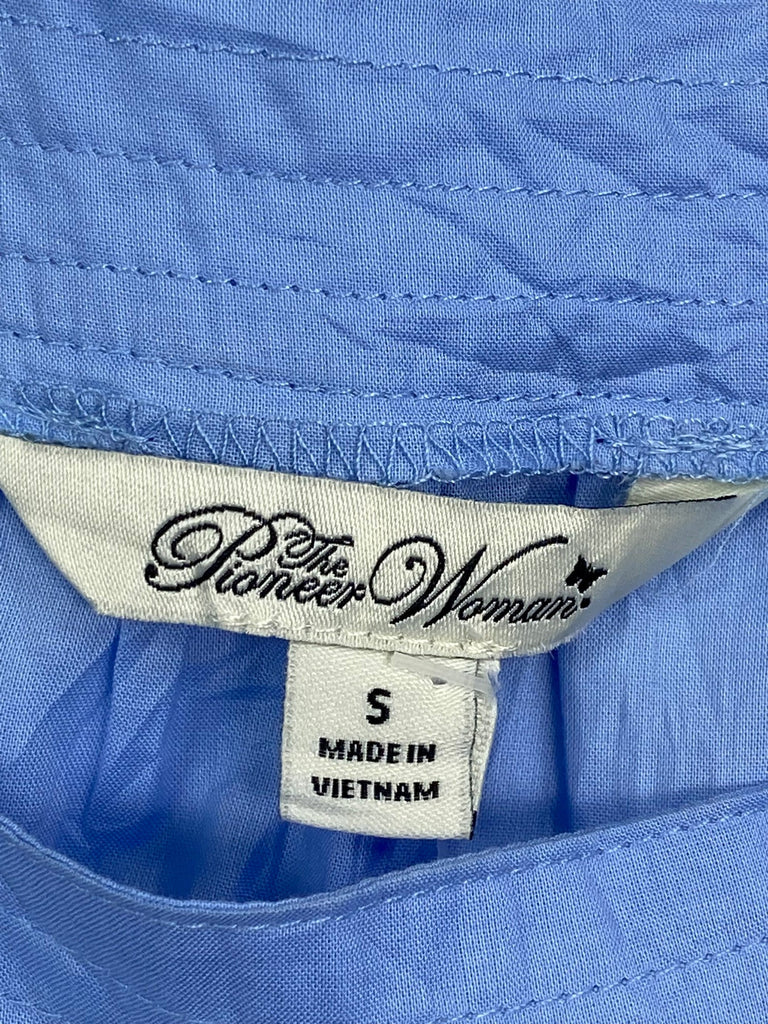 The
Pioneer Woman
S
MADE IN
VIETNAM